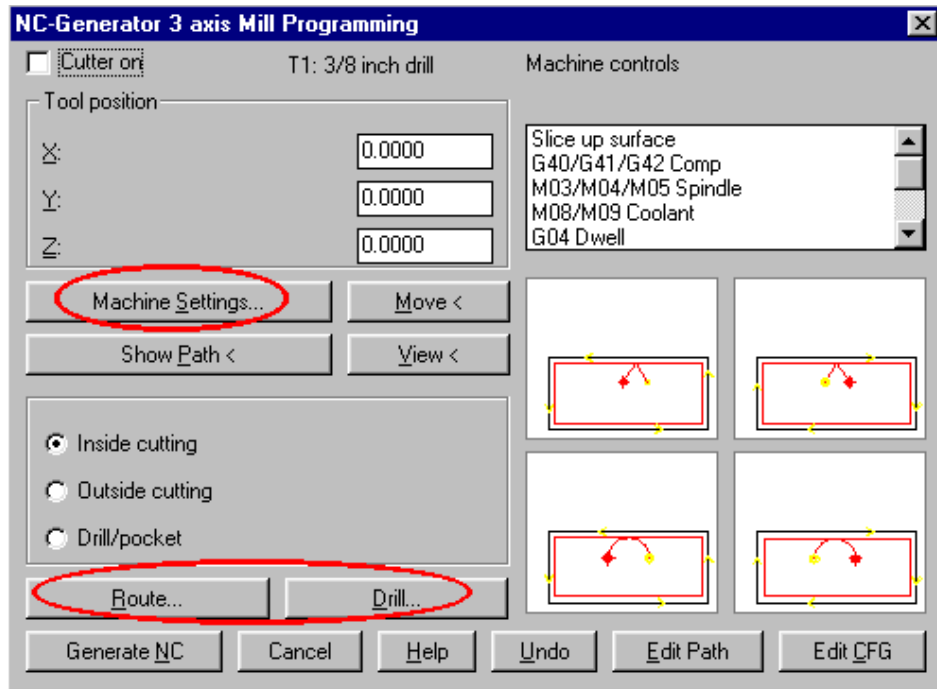 NC-Generator 3 axis Mill Programming
Cutter on
T1: 3/8 inch drill
Machine controls
Tool position
X:
0.0000
Y:
0.0000
Z:
0.0000
Slice up surface
G40/G41/G42 Comp
M03/M04/M05 Spindle
M08/M09 Coolant
G04 Dwell
Machine Settings...
Move <
Show Path <
View <
Inside cutting
Outside cutting
Drill/pocket
Route...
Drill...
Generate NC
Cancel
Help
Undo
Edit Path
Edit CFG